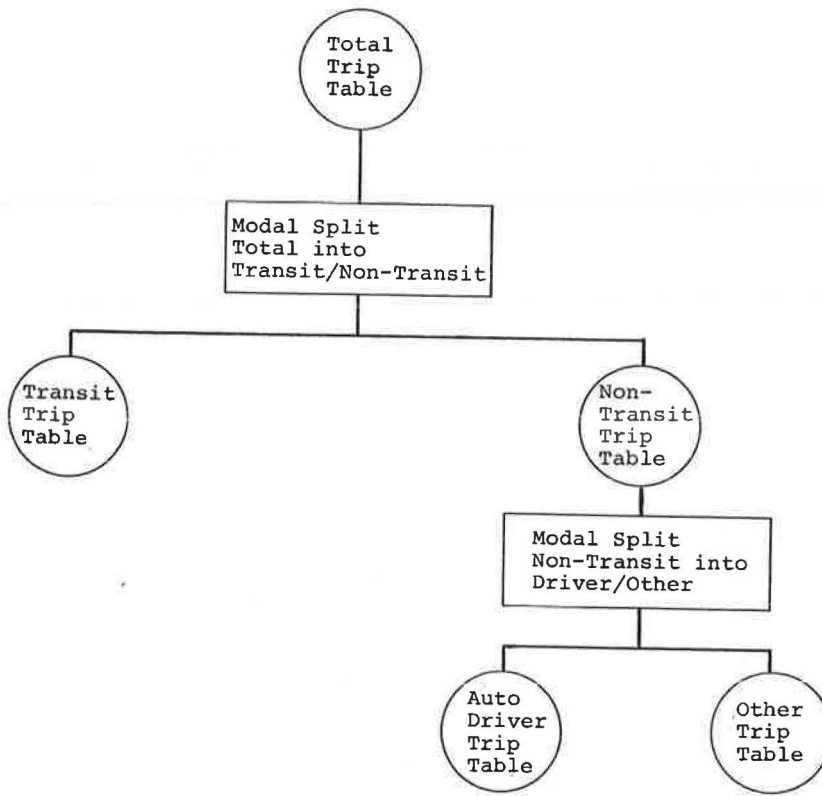 Total
Trip
Table
Modal Split
Total into
Transit/Non-Transit
Transit
Trip
Table
Non-
Transit
Trip
Table
Modal Split
Non-Transit into
Driver/Other
Auto
Driver
Trip
Table
Other
Trip
Table